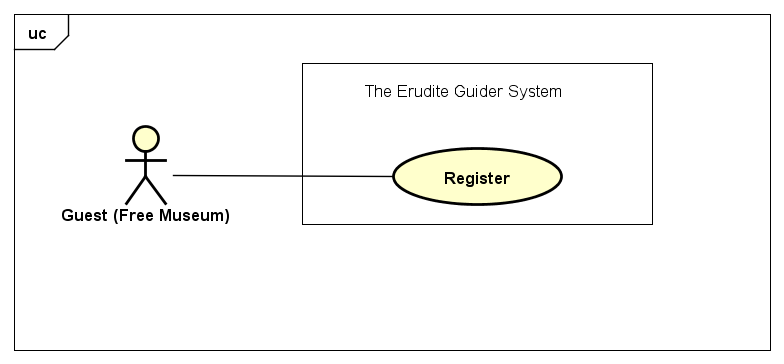 uc
The Erudite Guider System
Register
Guest (Free Museum)